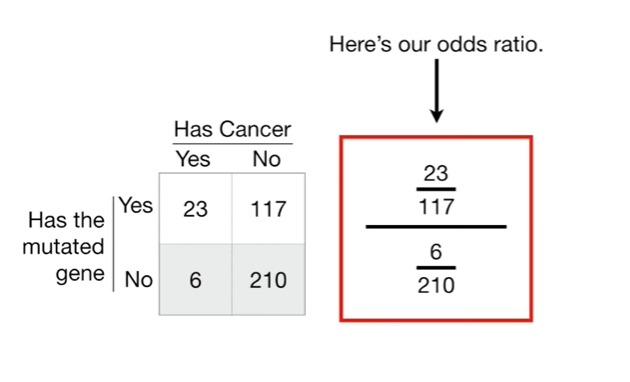 Here's our odds ratio.
Has Cancer
Yes No
Has the
mutated
gene
Yes 23 117
No 6 210
23
117
6
210